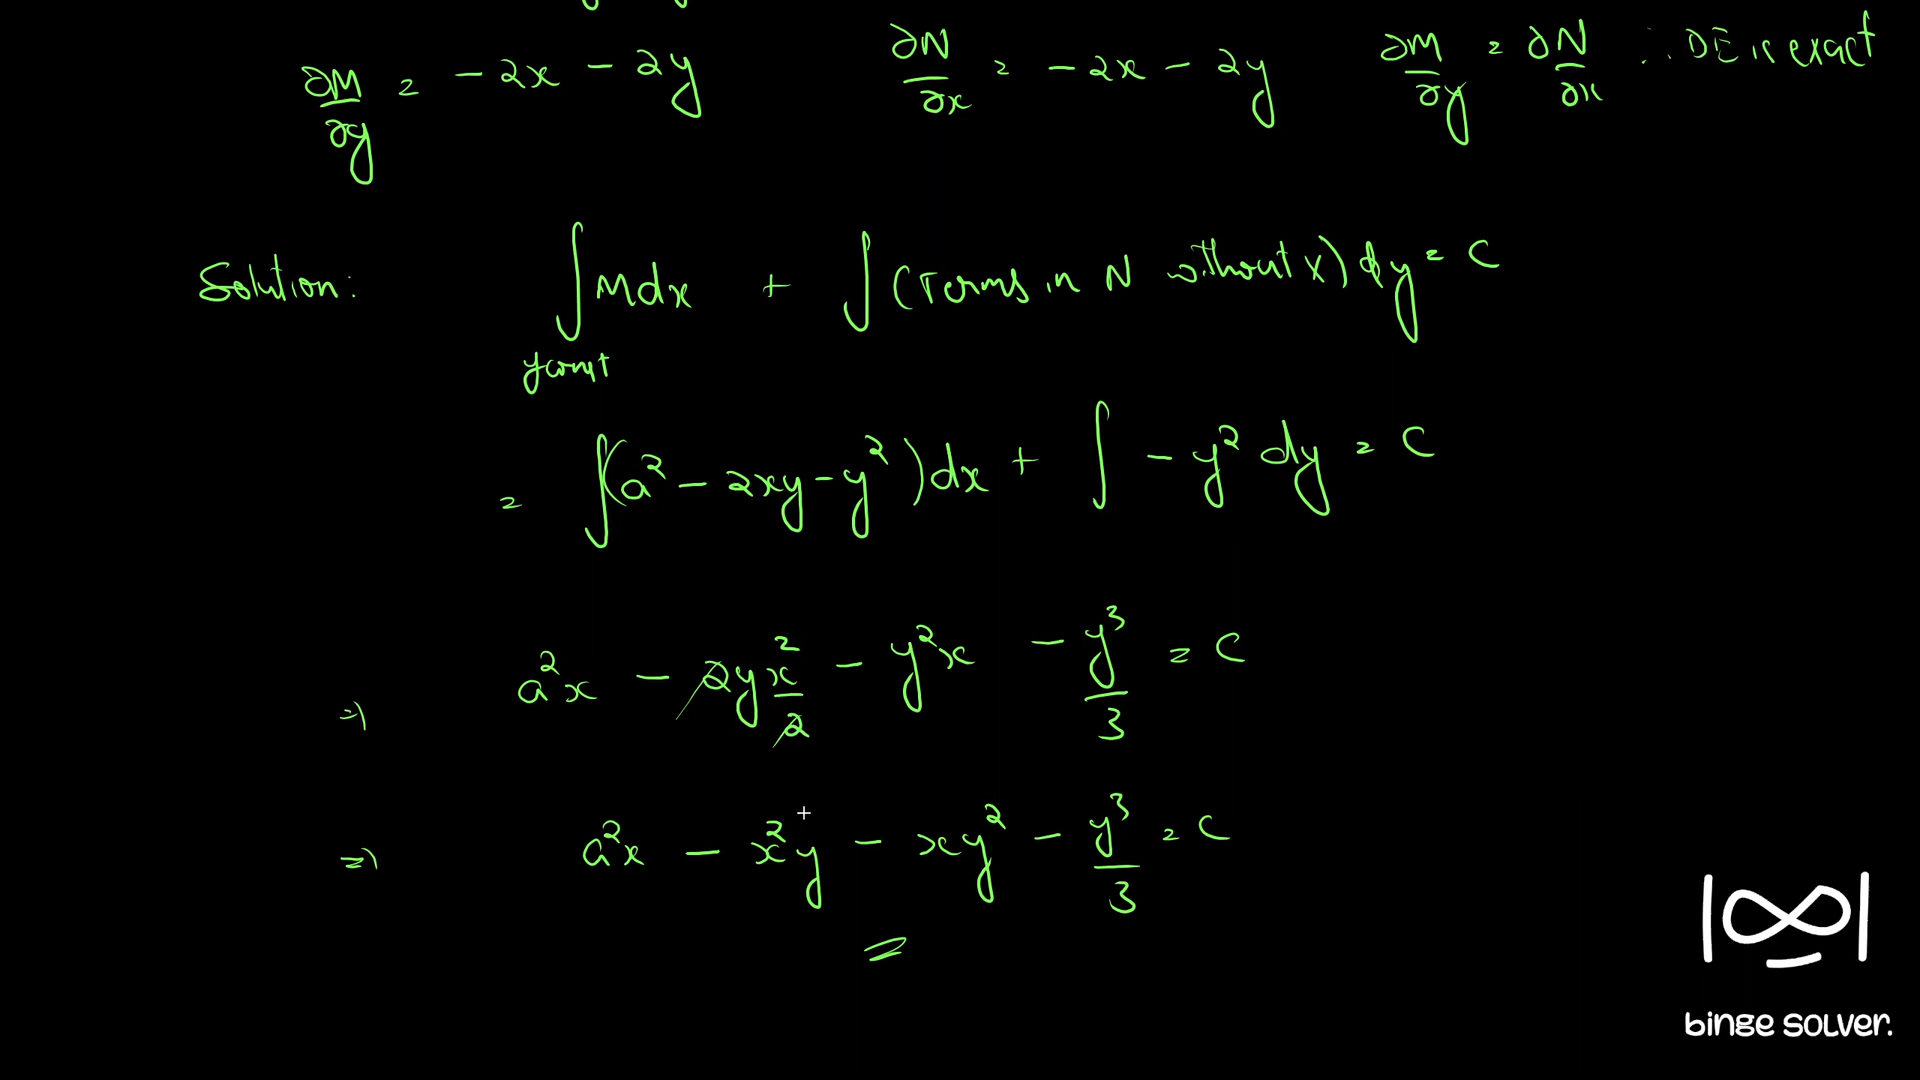 ∂M/∂y = - 2x - 2y    ∂N/∂x = - 2x - 2y    ∂M/∂y = ∂N/∂x ∴ DE is exact
Solution: ∫ Mdx + ∫ (Terms in N without x) dy = C
y const
= ∫(a² - 2xy - y²)dx + ∫ - y² dy = C
⇒ a²x - 2y x²/2 - y²x - y³/3 = C
⇒ a²x - x²y - xy² - y³/3 = C
binge solver.